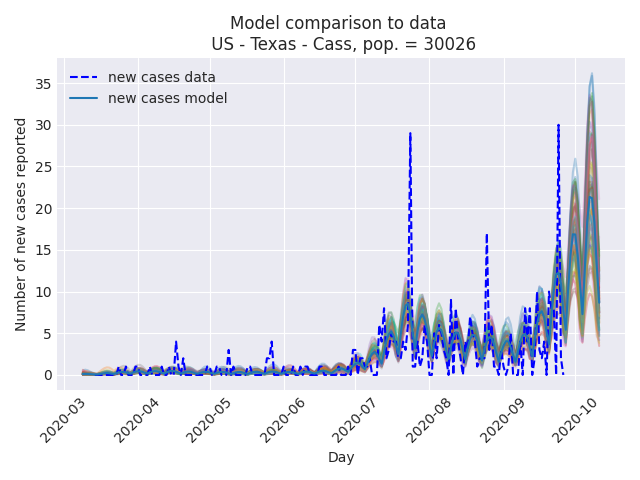 Model comparison to data
US - Texas - Cass, pop. = 30026
new cases data
new cases model
Number of new cases reported
35
30
25
20
15
10
5
0
2020-03
2020-04
2020-05
2020-06
2020-07
2020-08
2020-09
2020-10
Day